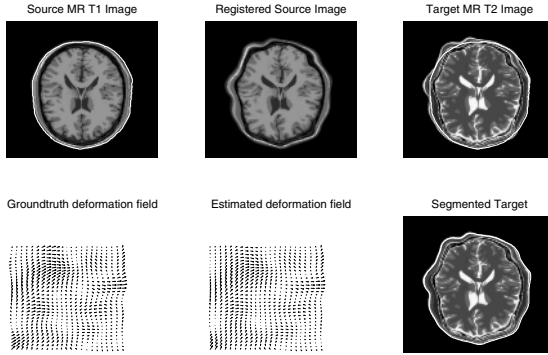 Source MR T1 Image
Registered Source Image
Target MR T2 Image
Groundtruth deformation field
Estimated deformation field
Segmented Target